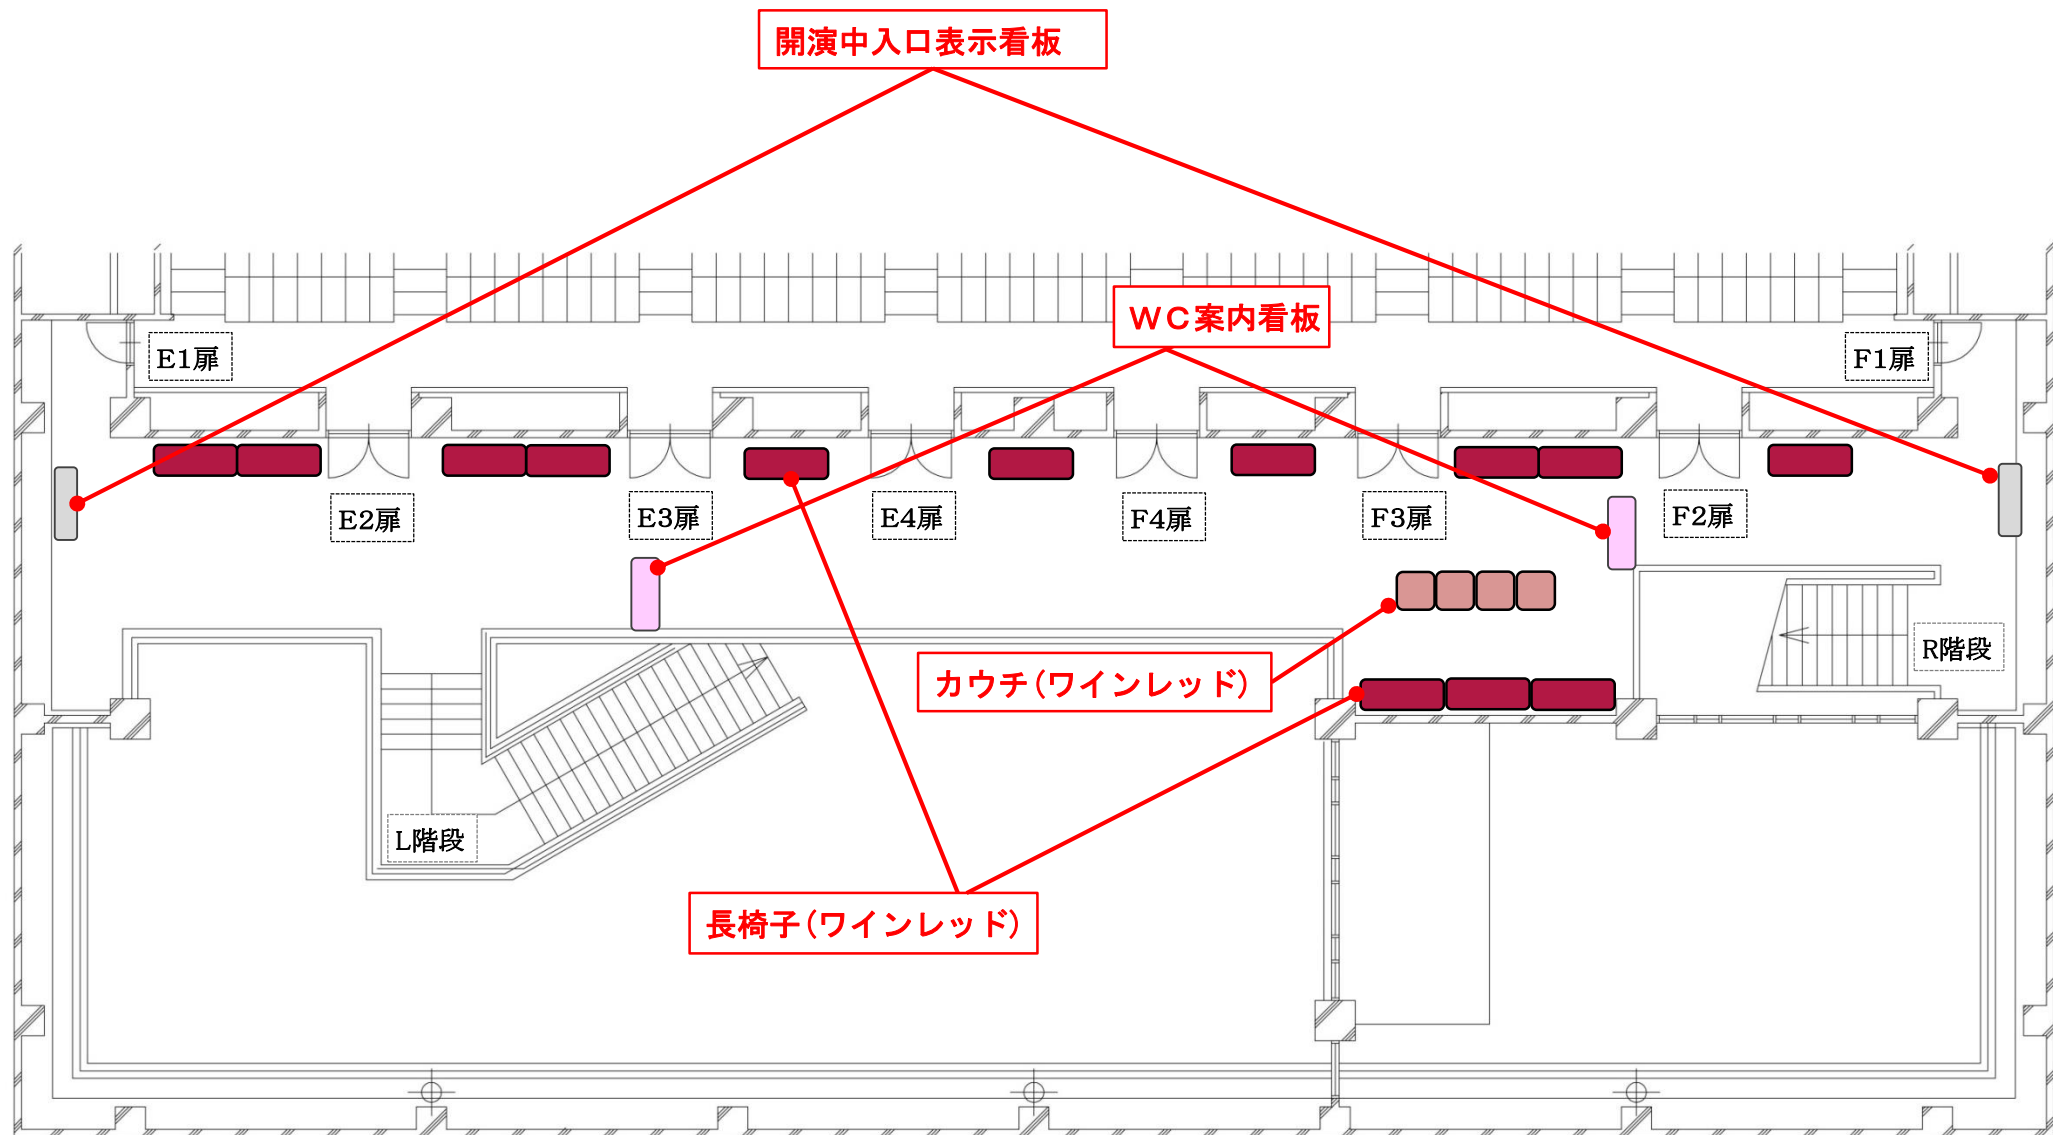 開演中入口表示看板
WC案内看板
E1扉
F1扉
E2扉
E3扉
E4扉
F4扉
F3扉
F2扉
R階段
カウチ(ワインレッド)
L階段
長椅子(ワインレッド)